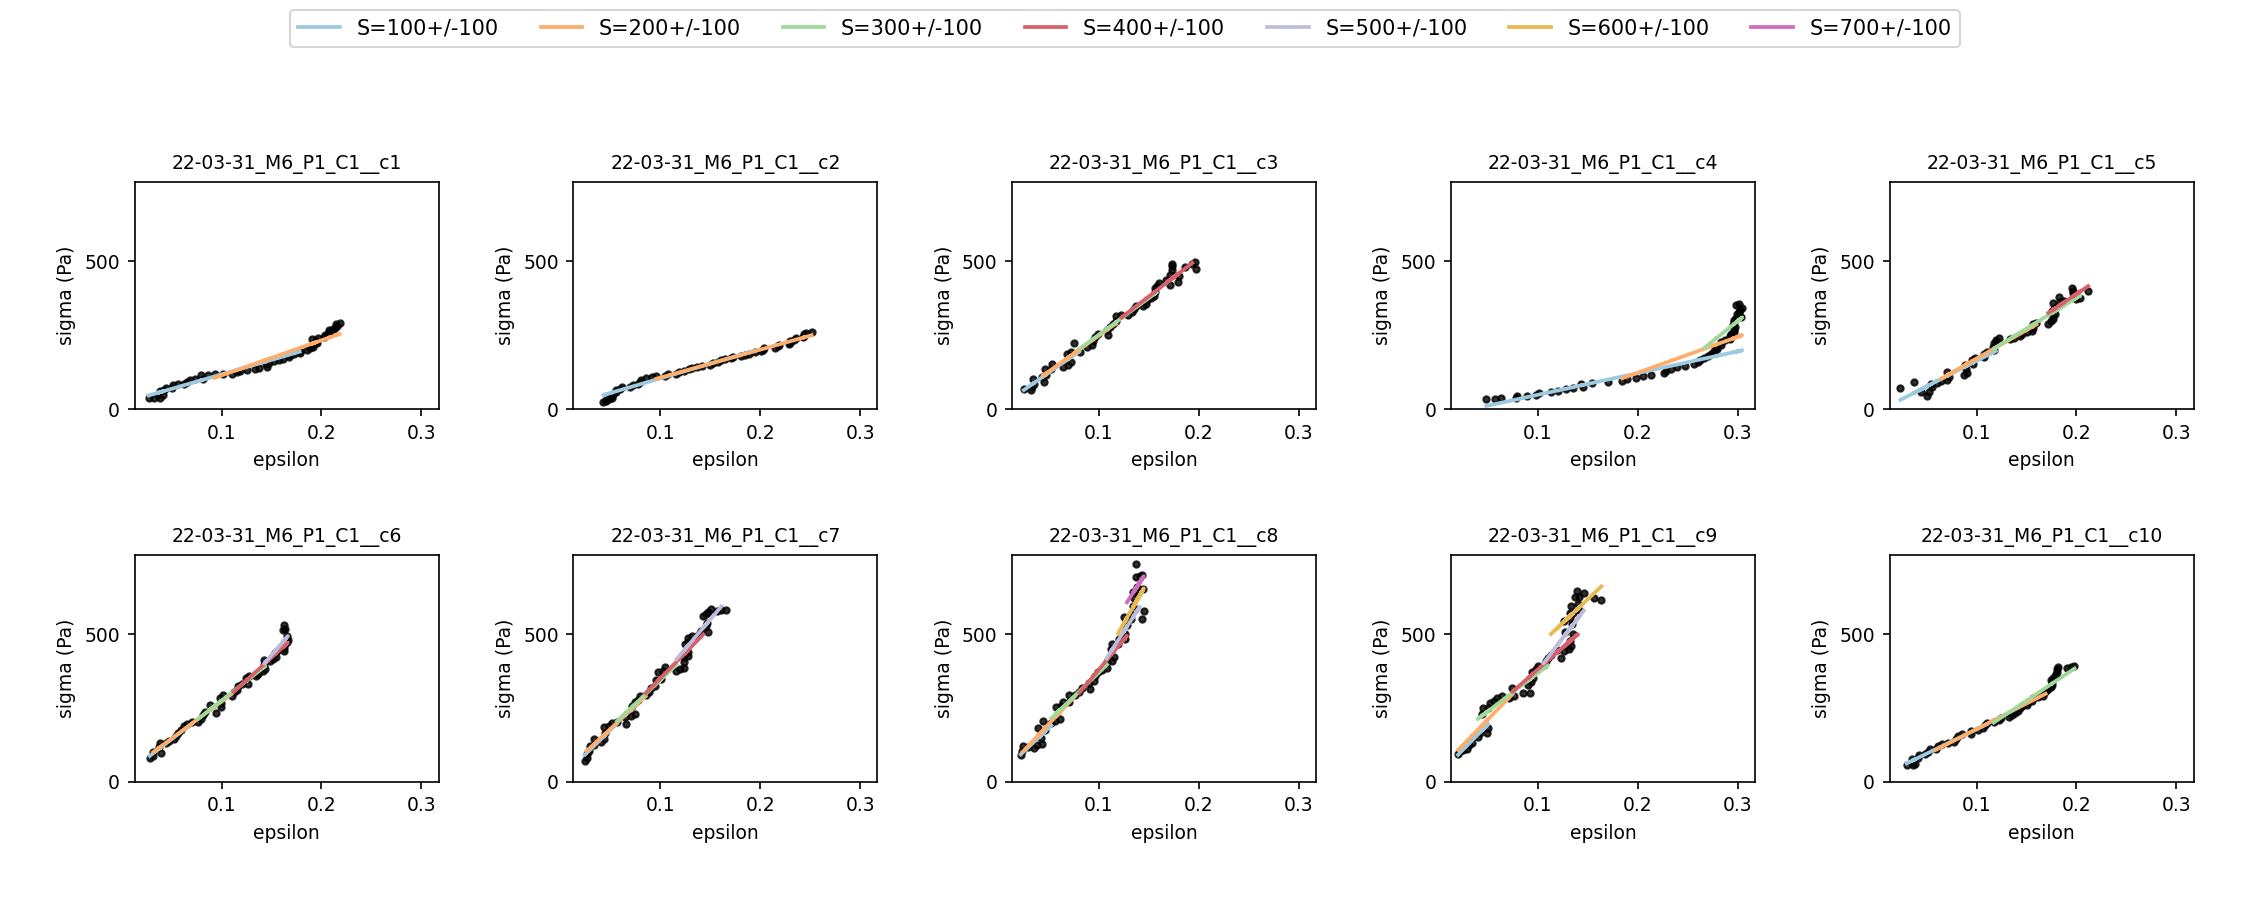 S=100+/-100 S=200+/-100 S=300+/-100 S=400+/-100 S=500+/-100 S=600+/-100 S=700+/-100
22-03-31_M6_P1_C1__c1 22-03-31_M6_P1_C1__c2 22-03-31_M6_P1_C1__c3 22-03-31_M6_P1_C1__c4 22-03-31_M6_P1_C1__c5
sigma (Pa) sigma (Pa) sigma (Pa) sigma (Pa) sigma (Pa)
500 500 500 500 500
0 0 0 0 0
0.1 0.2 0.3 0.1 0.2 0.3 0.1 0.2 0.3 0.1 0.2 0.3 0.1 0.2 0.3
epsilon epsilon epsilon epsilon epsilon
22-03-31_M6_P1_C1__c6 22-03-31_M6_P1_C1__c7 22-03-31_M6_P1_C1__c8 22-03-31_M6_P1_C1__c9 22-03-31_M6_P1_C1__c10
sigma (Pa) sigma (Pa) sigma (Pa) sigma (Pa) sigma (Pa)
500 500 500 500 500
0 0 0 0 0
0.1 0.2 0.3 0.1 0.2 0.3 0.1 0.2 0.3 0.1 0.2 0.3 0.1 0.2 0.3
epsilon epsilon epsilon epsilon epsilon